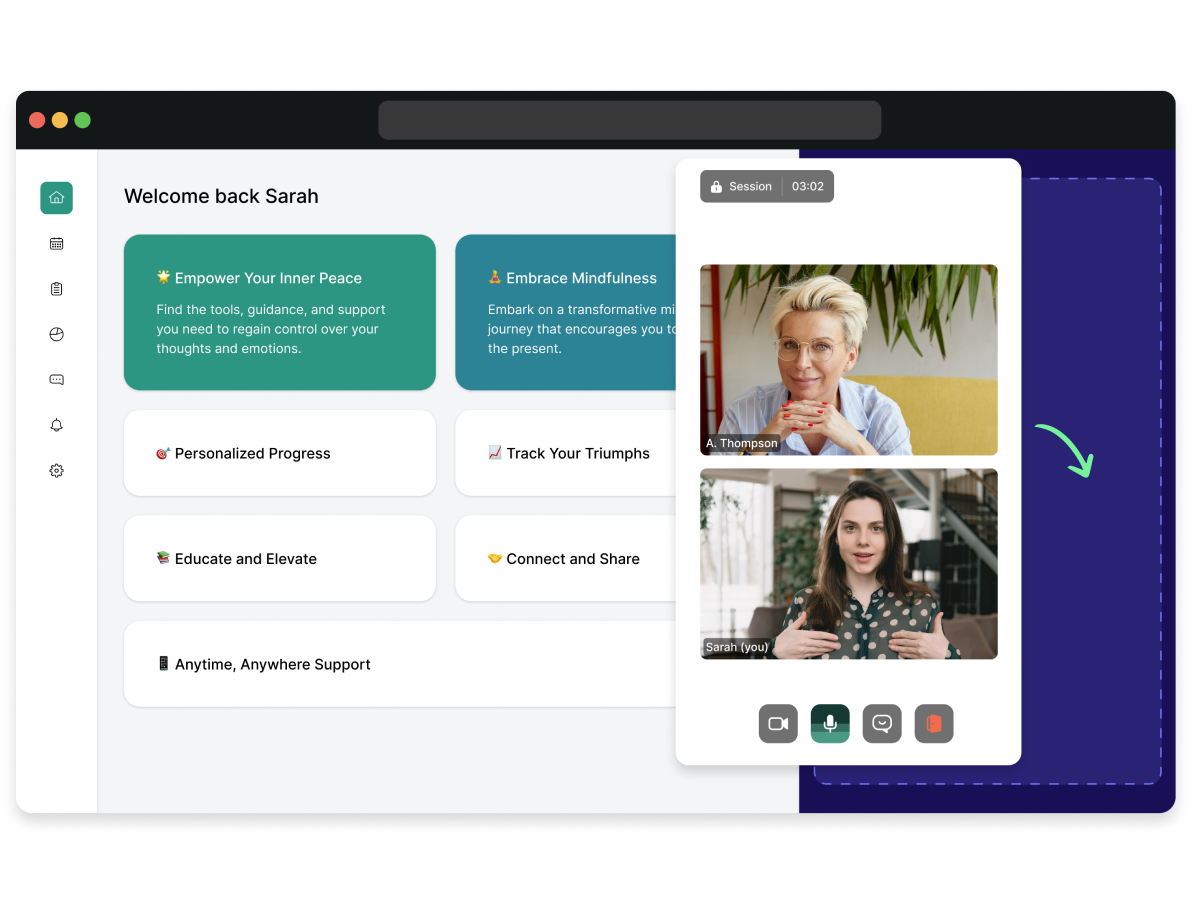 Welcome back Sarah
🌟 Empower Your Inner Peace
Find the tools, guidance, and support
you need to regain control over your
thoughts and emotions.
🧘 Embrace Mindfulness
Embark on a transformative mi
journey that encourages you to
the present.
🎯 Personalized Progress
📈 Track Your Triumphs
📚 Educate and Elevate
🤝 Connect and Share
📱 Anytime, Anywhere Support
Session 03:02
A. Thompson
Sarah (you)